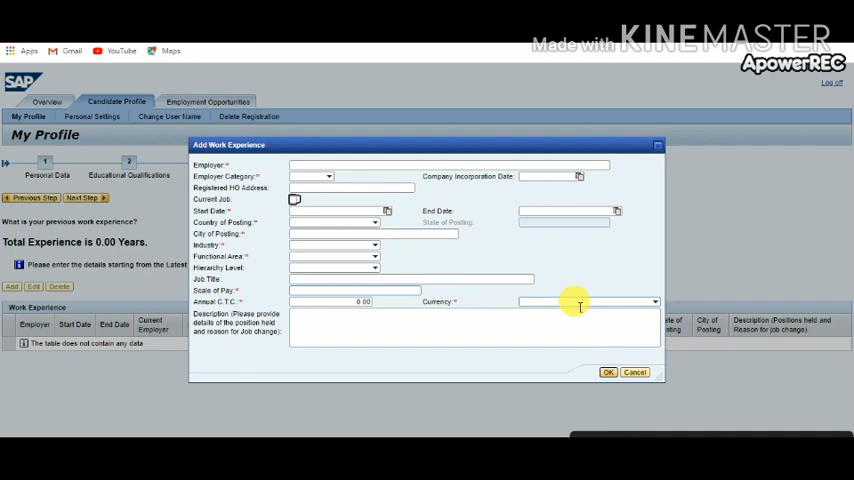 Made with KINEMASTER
ApowerREC
Apps Gmail YouTube Maps
SAP
Log off
Overview Candidate Profile Employment Opportunities
My Profile Personal Settings Change User Name Delete Registration
My Profile
1 2
Personal Data Educational Qualifications
Previous Step Next Step
What is your previous work experience?
Total Experience is 0.00 Years.
Please enter the details starting from the Latest
Add Edit Delete
Work Experience
Employer Start Date End Date Current Employer
Posting City of Posting Description (Positions held and Reason for Job change)
The table does not contain any data
Add Work Experience
Employer:*
Employer Category:* Company Incorporation Date:*
Registered HO Address:
Current Job:
Start Date:* End Date:
Country of Posting:* State of Posting:
City of Posting:*
Industry:*
Functional Area:*
Hierarchy Level:
Job Title:
Scale of Pay:
Annual C.T.C.:* 0.00 Currency:*
Description (Please provide
details of the position held
and reason for Job change):
OK Cancel